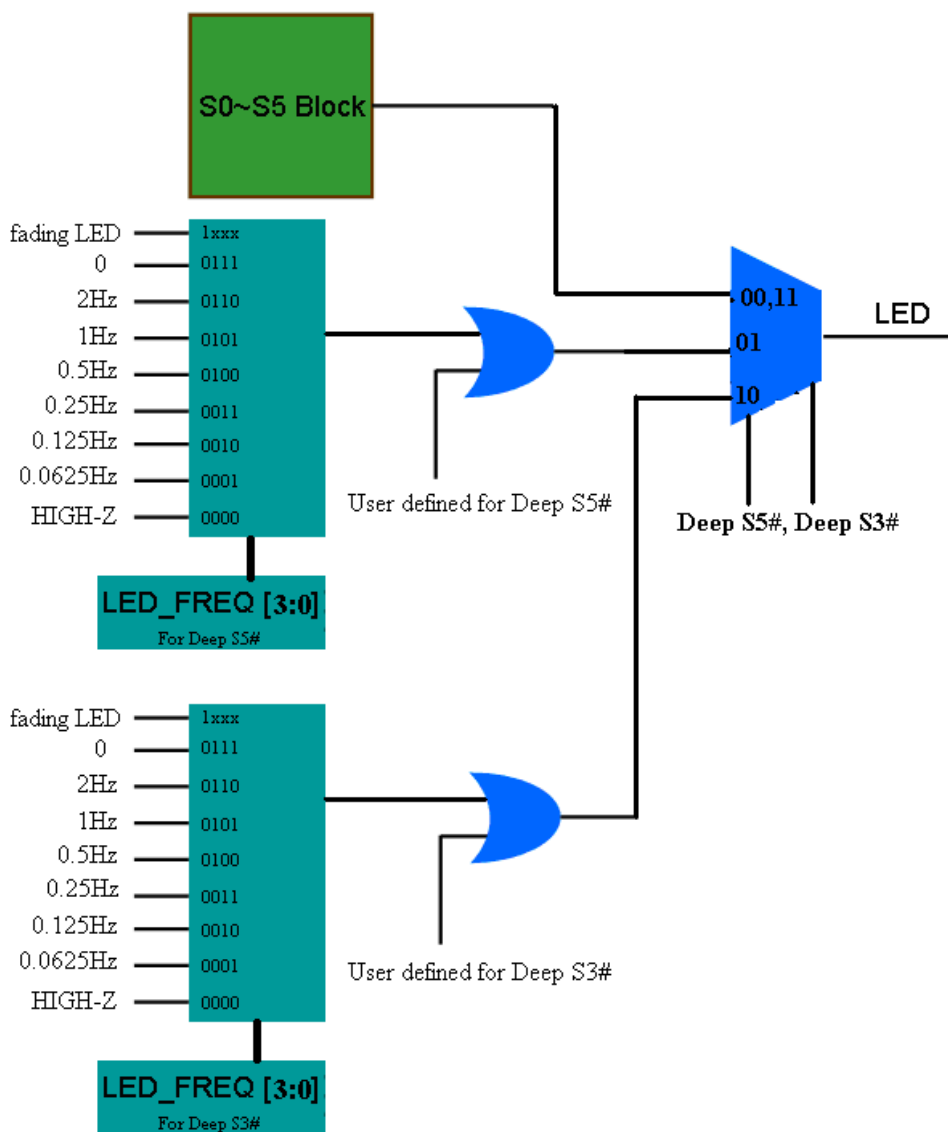 S0~S5 Block
fading LED
1xxx
0
0111
2Hz
0110
1Hz
0101
0.5Hz
0100
0.25Hz
0011
0.125Hz
0010
0.0625Hz
0001
HIGH-Z
0000
LED_FREQ [3:0]
For Deep S5#
User defined for Deep S5#
00,11
01
10
LED
Deep S5#, Deep S3#
fading LED
1xxx
0
0111
2Hz
0110
1Hz
0101
0.5Hz
0100
0.25Hz
0011
0.125Hz
0010
0.0625Hz
0001
HIGH-Z
0000
User defined for Deep S3#
LED_FREQ [3:0]
For Deep S3#